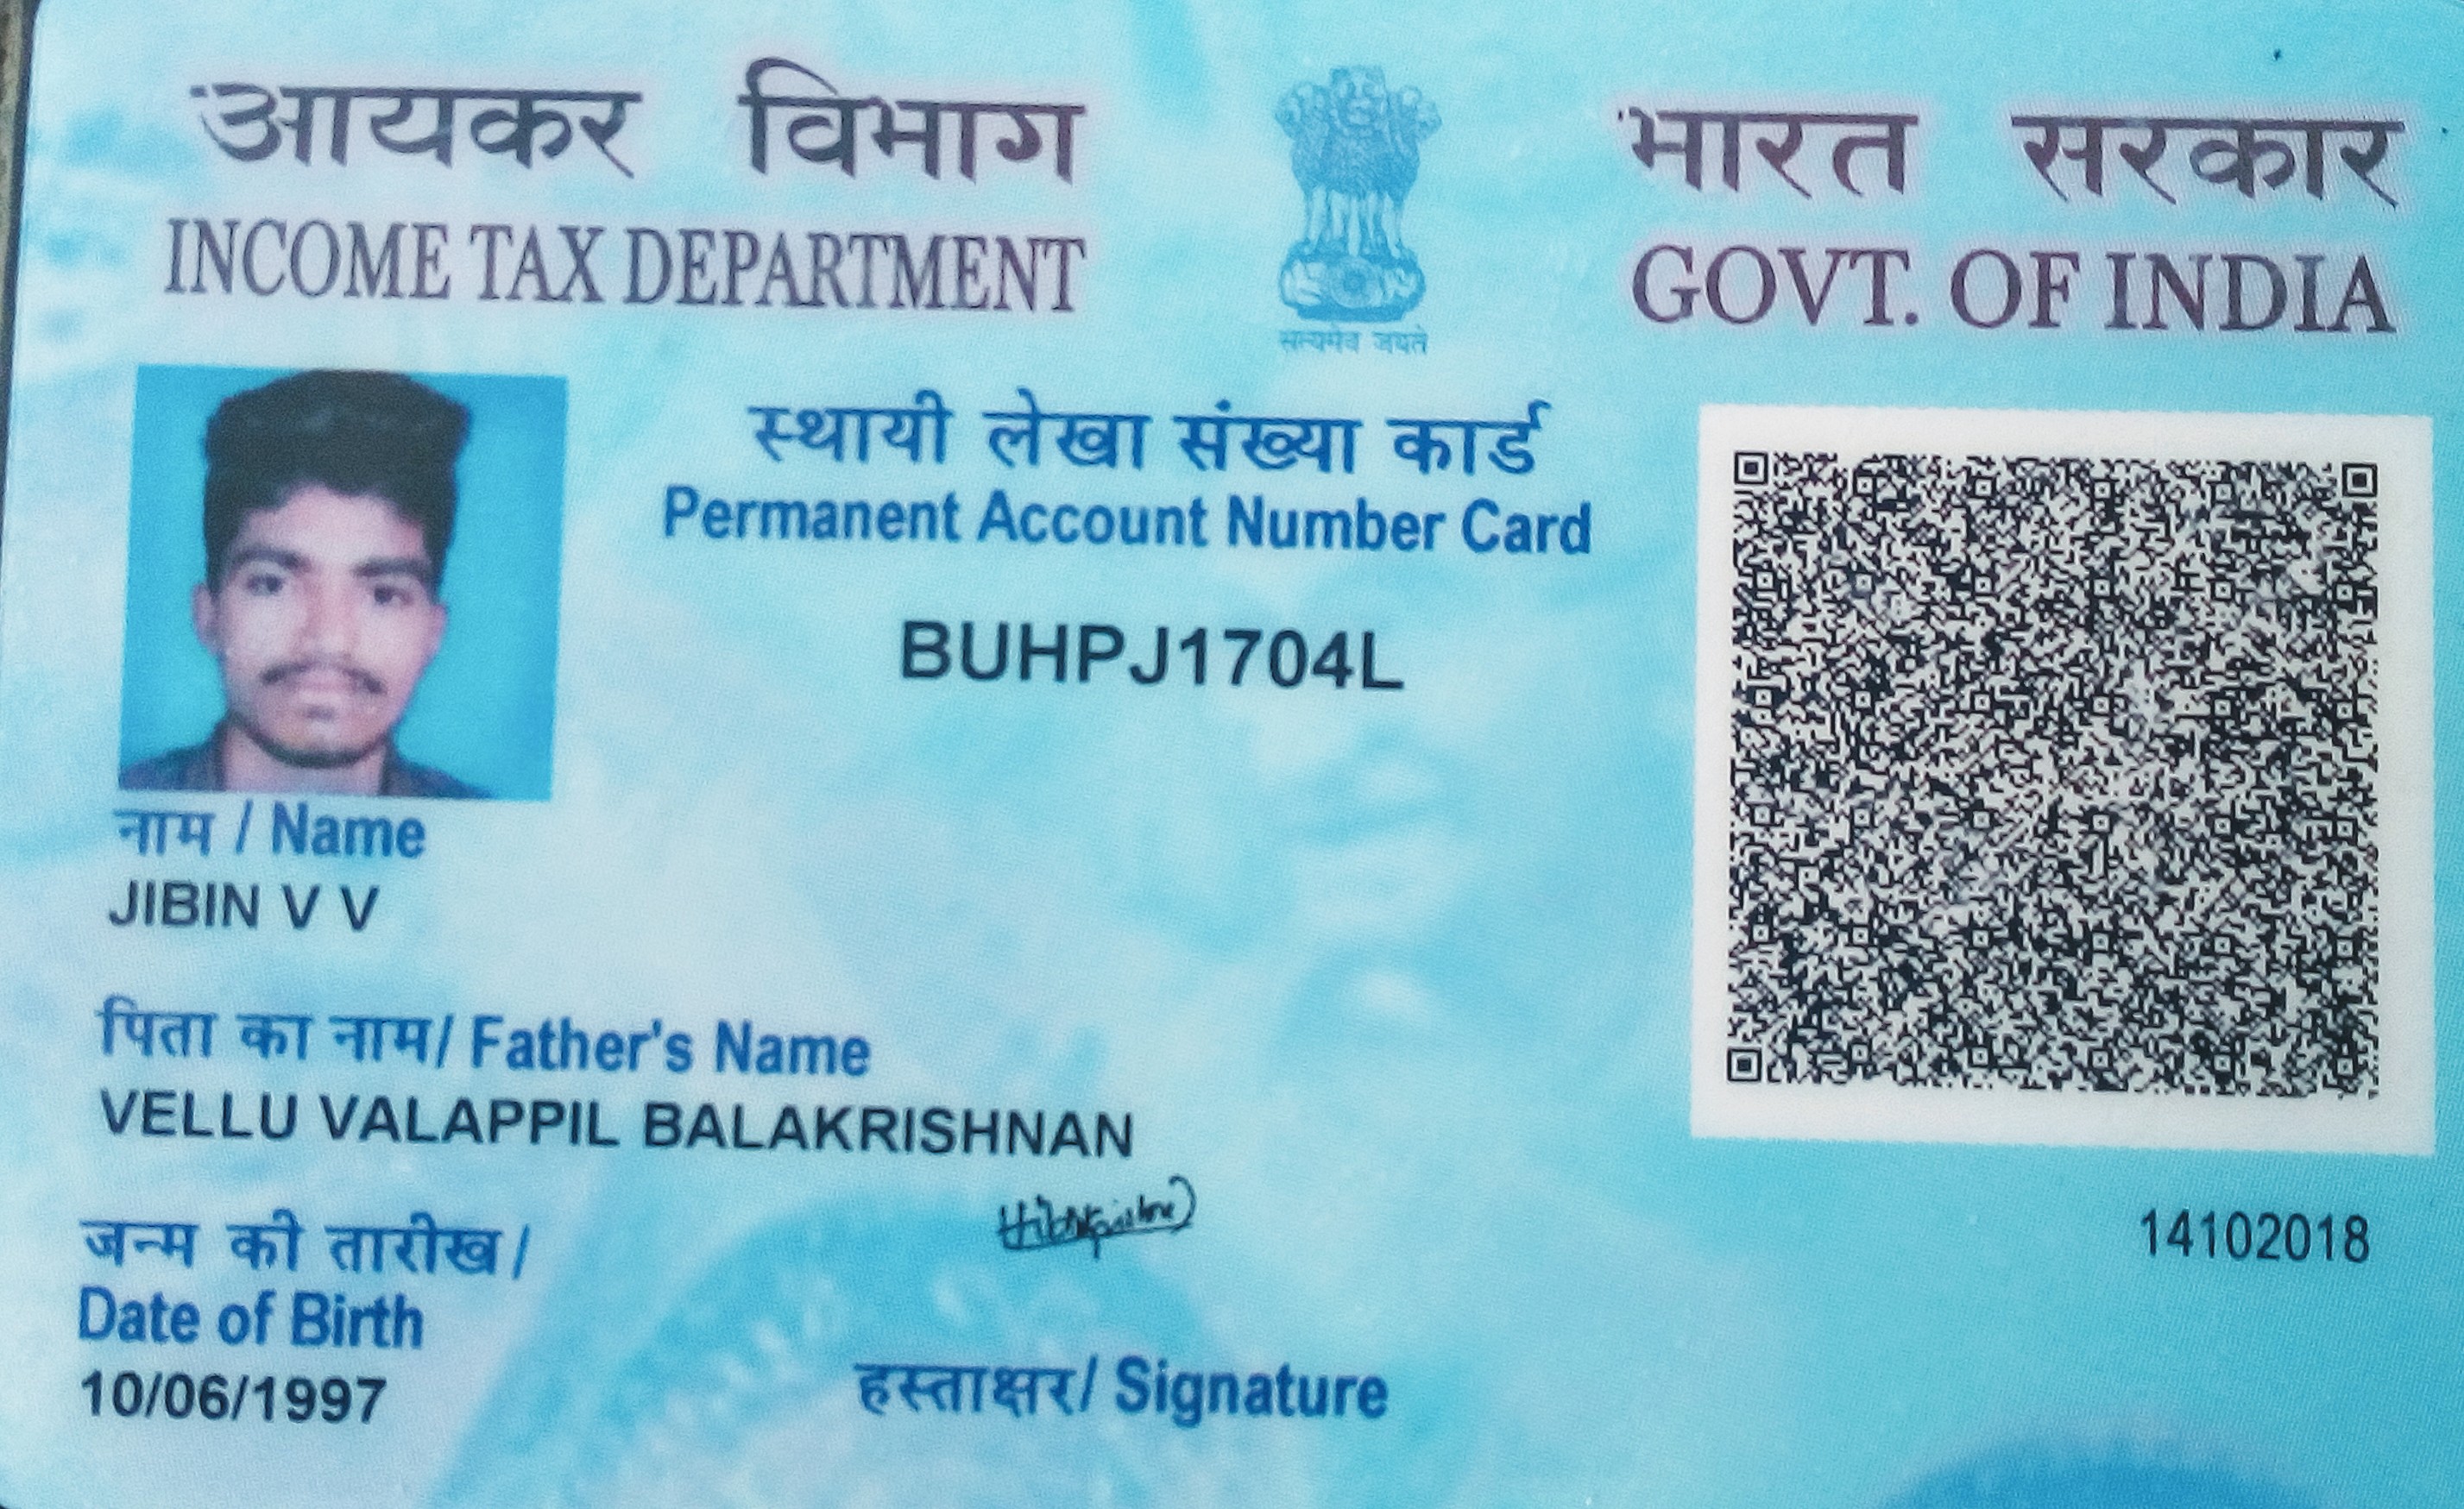 आयकर विभाग
INCOME TAX DEPARTMENT
सत्यमेव जयते
भारत सरकार
GOVT. OF INDIA
स्थायी लेखा संख्या कार्ड
Permanent Account Number Card
BUHPJ1704L
नाम / Name
JIBIN V V
पिता का नाम/ Father's Name
VELLU VALAPPIL BALAKRISHNAN
जन्म की तारीख /
Date of Birth
10/06/1997
हस्ताक्षर/ Signature
14102018